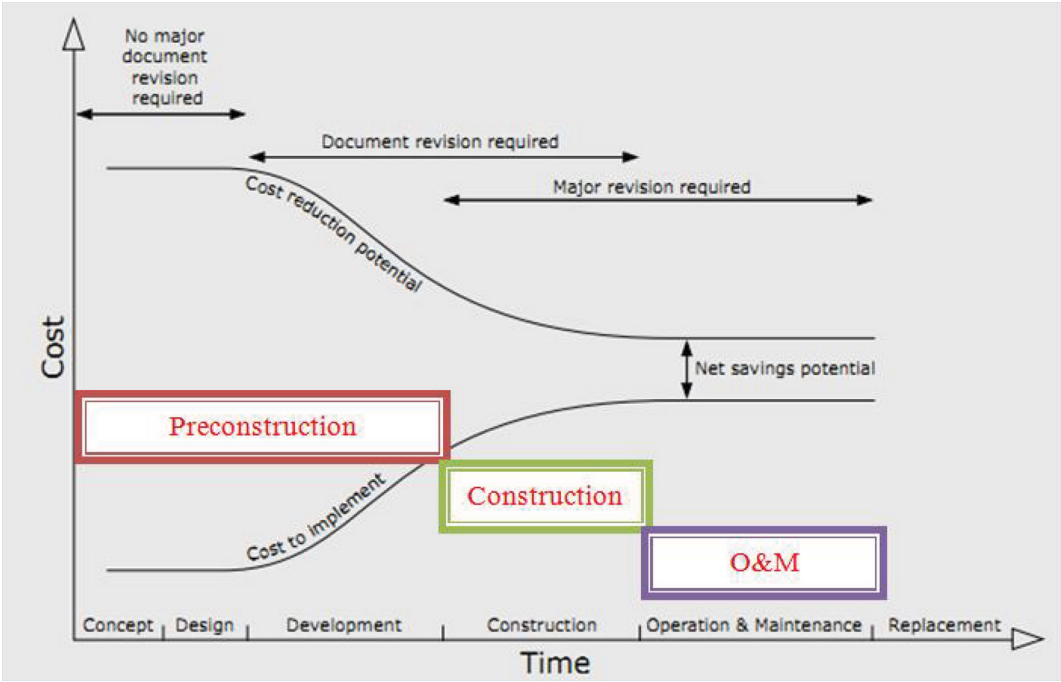 No major
document
revision
required
Document revision required
Major revision required
Cost reduction potential
Cost
Net savings potential
Preconstruction
Construction
Cost to implement
O&M
Concept
Design
Development
Construction
Operation & Maintenance
Replacement
Time